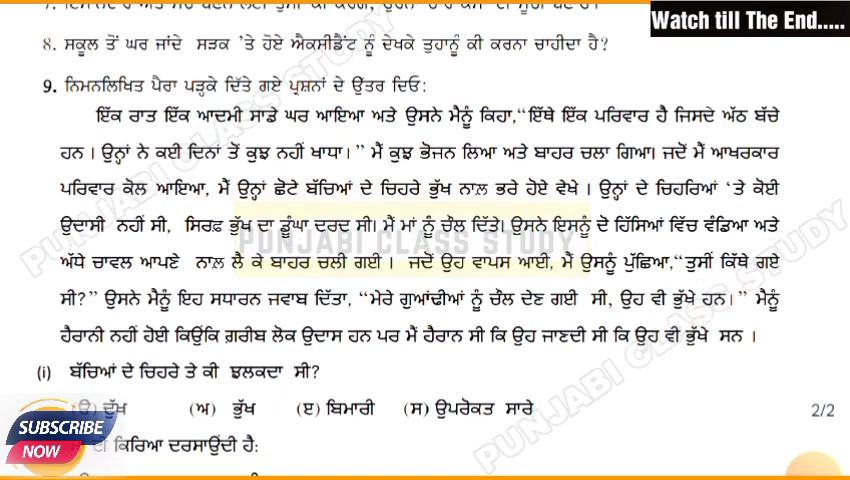 Watch till The End.....
8. ਸਕੂਲ ਤੋਂ ਘਰ ਜਾਂਦੇ ਸੜਕ 'ਤੇ ਹੋਏ ਐਕਸੀਡੈਂਟ ਨੂੰ ਦੇਖਕੇ ਤੁਹਾਨੂੰ ਕੀ ਕਰਨਾ ਚਾਹੀਦਾ ਹੈ?
9. ਨਿਮਨਲਿਖਿਤ ਪੈਰਾ ਪੜ੍ਹਕੇ ਦਿੱਤੇ ਗਏ ਪ੍ਰਸ਼ਨਾਂ ਦੇ ਉੱਤਰ ਦਿਓ:
ਇੱਕ ਰਾਤ ਇੱਕ ਆਦਮੀ ਸਾਡੇ ਘਰ ਆਇਆ ਅਤੇ ਉਸਨੇ ਮੈਨੂੰ ਕਿਹਾ, “ਇੱਥੇ ਇੱਕ ਪਰਿਵਾਰ ਹੈ ਜਿਸਦੇ ਅੱਠ ਬੱਚੇ
ਹਨ। ਉਨ੍ਹਾਂ ਨੇ ਕਈ ਦਿਨਾਂ ਤੋਂ ਕੁਝ ਨਹੀਂ ਖਾਧਾ।” ਮੈਂ ਕੁਝ ਭੋਜਨ ਲਿਆ ਅਤੇ ਬਾਹਰ ਚਲਾ ਗਿਆ। ਜਦੋਂ ਮੈਂ ਆਖਰਕਾਰ
ਪਰਿਵਾਰ ਕੋਲ ਆਇਆ, ਮੈਂ ਉਨ੍ਹਾਂ ਛੋਟੇ ਬੱਚਿਆਂ ਦੇ ਚਿਹਰੇ ਭੁੱਖ ਨਾਲ਼ ਭਰੇ ਹੋਏ ਵੇਖੇ। ਉਨ੍ਹਾਂ ਦੇ ਚਿਹਰਿਆਂ 'ਤੇ ਕੋਈ
ਉਦਾਸੀ ਨਹੀਂ ਸੀ, ਸਿਰਫ਼ ਭੁੱਖ ਦਾ ਡੂੰਘਾ ਦਰਦ ਸੀ। ਮੈਂ ਮਾਂ ਨੂੰ ਚੌਲ ਦਿੱਤੇ। ਉਸਨੇ ਇਸਨੂੰ ਦੋ ਹਿੱਸਿਆਂ ਵਿੱਚ ਵੰਡਿਆ ਅਤੇ
ਅੱਧੇ ਚਾਵਲ ਆਪਣੇ ਨਾਲ਼ ਲੈ ਕੇ ਬਾਹਰ ਚਲੀ ਗਈ। ਜਦੋਂ ਉਹ ਵਾਪਸ ਆਈ, ਮੈਂ ਉਸਨੂੰ ਪੁੱਛਿਆ, “ਤੁਸੀਂ ਕਿੱਥੇ ਗਏ
ਸੀ?” ਉਸਨੇ ਮੈਨੂੰ ਇਹ ਸਧਾਰਨ ਜਵਾਬ ਦਿੱਤਾ, “ਮੇਰੇ ਗੁਆਂਢੀਆਂ ਨੂੰ ਚੌਲ ਦੇਣ ਗਈ ਸੀ, ਉਹ ਵੀ ਭੁੱਖੇ ਹਨ।” ਮੈਨੂੰ
ਹੈਰਾਨੀ ਨਹੀਂ ਹੋਈ ਕਿਉਂਕਿ ਗ਼ਰੀਬ ਲੋਕ ਉਦਾਸ ਹਨ ਪਰ ਮੈਂ ਹੈਰਾਨ ਸੀ ਕਿ ਉਹ ਜਾਣਦੀ ਸੀ ਕਿ ਉਹ ਵੀ ਭੁੱਖੇ ਸਨ।
PUNJABI CLASS STUDY
(i) ਬੱਚਿਆਂ ਦੇ ਚਿਹਰੇ ਤੇ ਕੀ ਝਲਕਦਾ ਸੀ?
ਦੁੱਖ (ਅ) ਭੁੱਖ (ੲ) ਬਿਮਾਰੀ (ਸ) ਉਪਰੋਕਤ ਸਾਰੇ
2/2
SUBSCRIBE
NOW
ਦੀ ਕਿਰਿਆ ਦਰਸਾਉਂਦੀ ਹੈ: